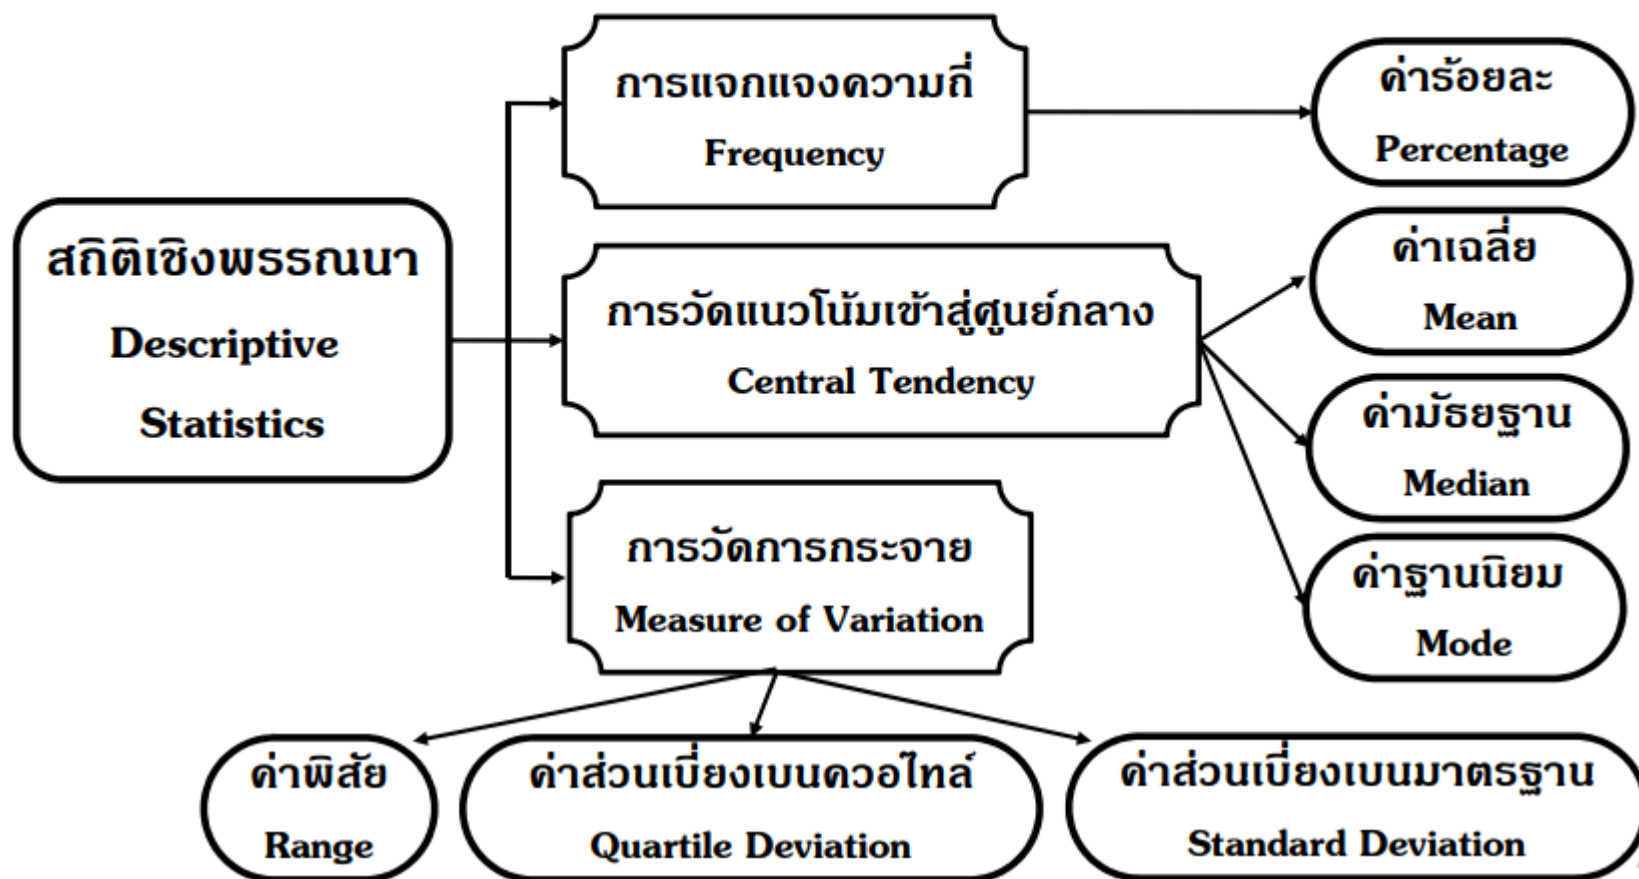 การแจกแจงความถี่
Frequency
ค่าร้อยละ
Percentage
สถิติเชิงพรรณนา
Descriptive
Statistics
การวัดแนวโน้มเข้าสู่ศูนย์กลาง
Central Tendency
ค่าเฉลี่ย
Mean
ค่ามัธยฐาน
Median
ค่าฐานนิยม
Mode
การวัดการกระจาย
Measure of Variation
ค่าพิสัย
Range
ค่าส่วนเบี่ยงเบนควอไทล์
Quartile Deviation
ค่าส่วนเบี่ยงเบนมาตรฐาน
Standard Deviation